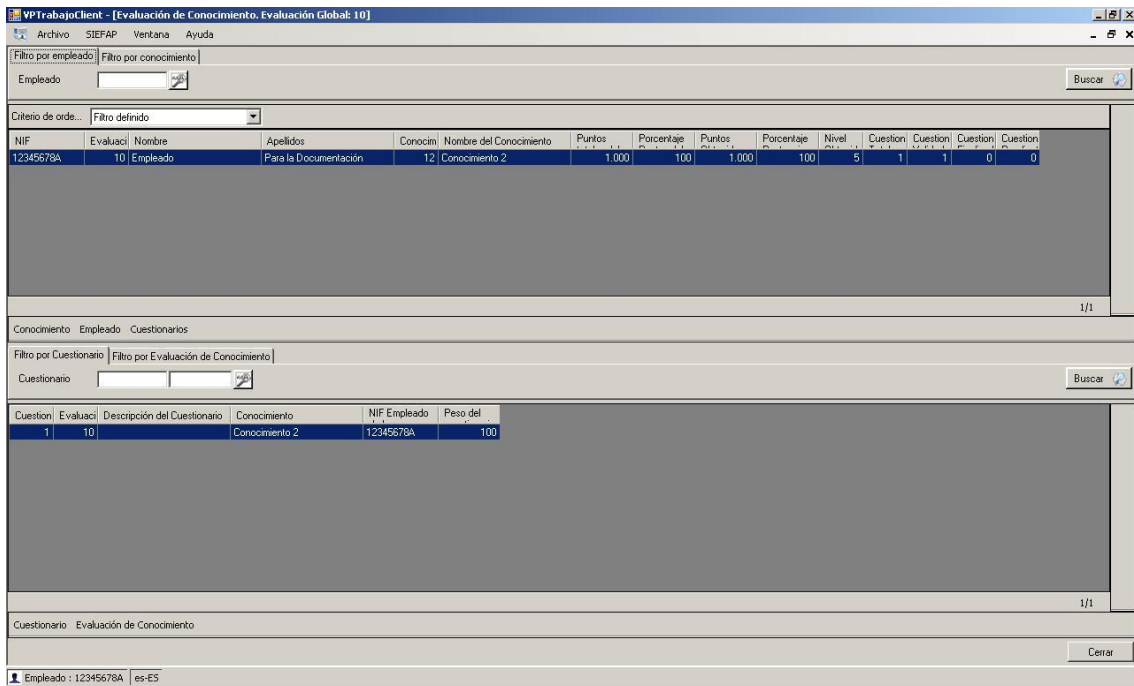 VPTrabajoClient - [Evaluación de Conocimiento. Evaluación Global: 10]
Archivo SIEFAP Ventana Ayuda
Filtro por empleado Filtro por conocimiento
Empleado Buscar
Criterio de orde... Filtro definido
NIF Evaluaci Nombre Apellidos Conocim Nombre del Conocimiento Puntos Porcentaje Puntos Porcentaje Nivel Cuestion Cuestion Cuestion Cuestion
12345678A 10 Empleado Para la Documentación 12 Conocimiento 2 1.000 100 1.000 100 5 1 1 0 0
1/1
Conocimiento Empleado Cuestionarios
Filtro por Cuestionario Filtro por Evaluación de Conocimiento
Cuestionario Buscar
Cuestion Evaluaci Descripción del Cuestionario Conocimiento NIF Empleado Peso del
1 10 Conocimiento 2 12345678A 100
1/1
Cuestionario Evaluación de Conocimiento
Cerrar
Empleado : 12345678A es-ES